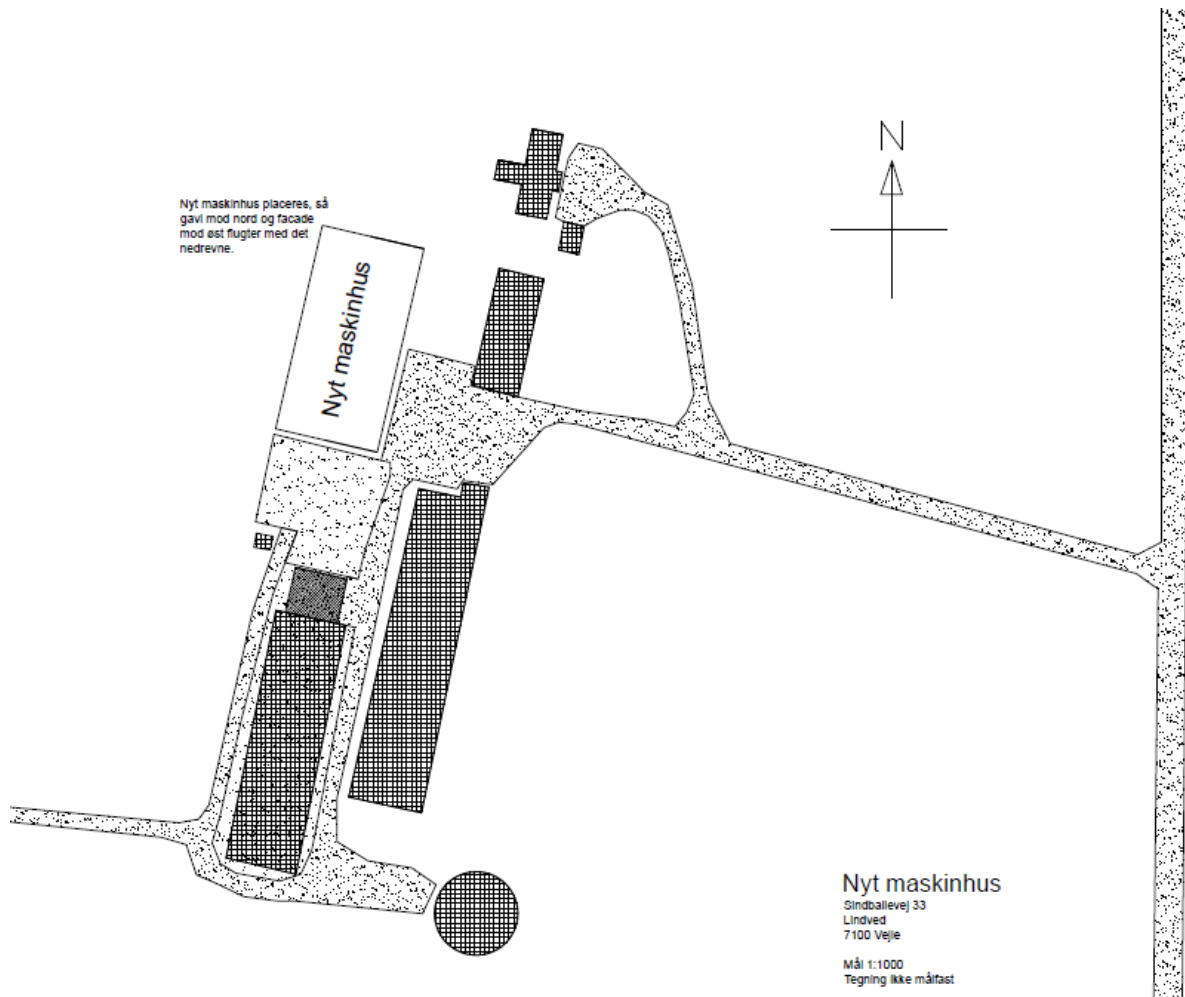 N
Nyt maskinhus placeres, så
gavl mod nord og facade
mod øst flugter med det
nedrevne.
Nyt maskinhus
Nyt maskinhus
Sindballevej 33
Lindved
7100 Vejle
Mål 1:1000
Tegning ikke målfast